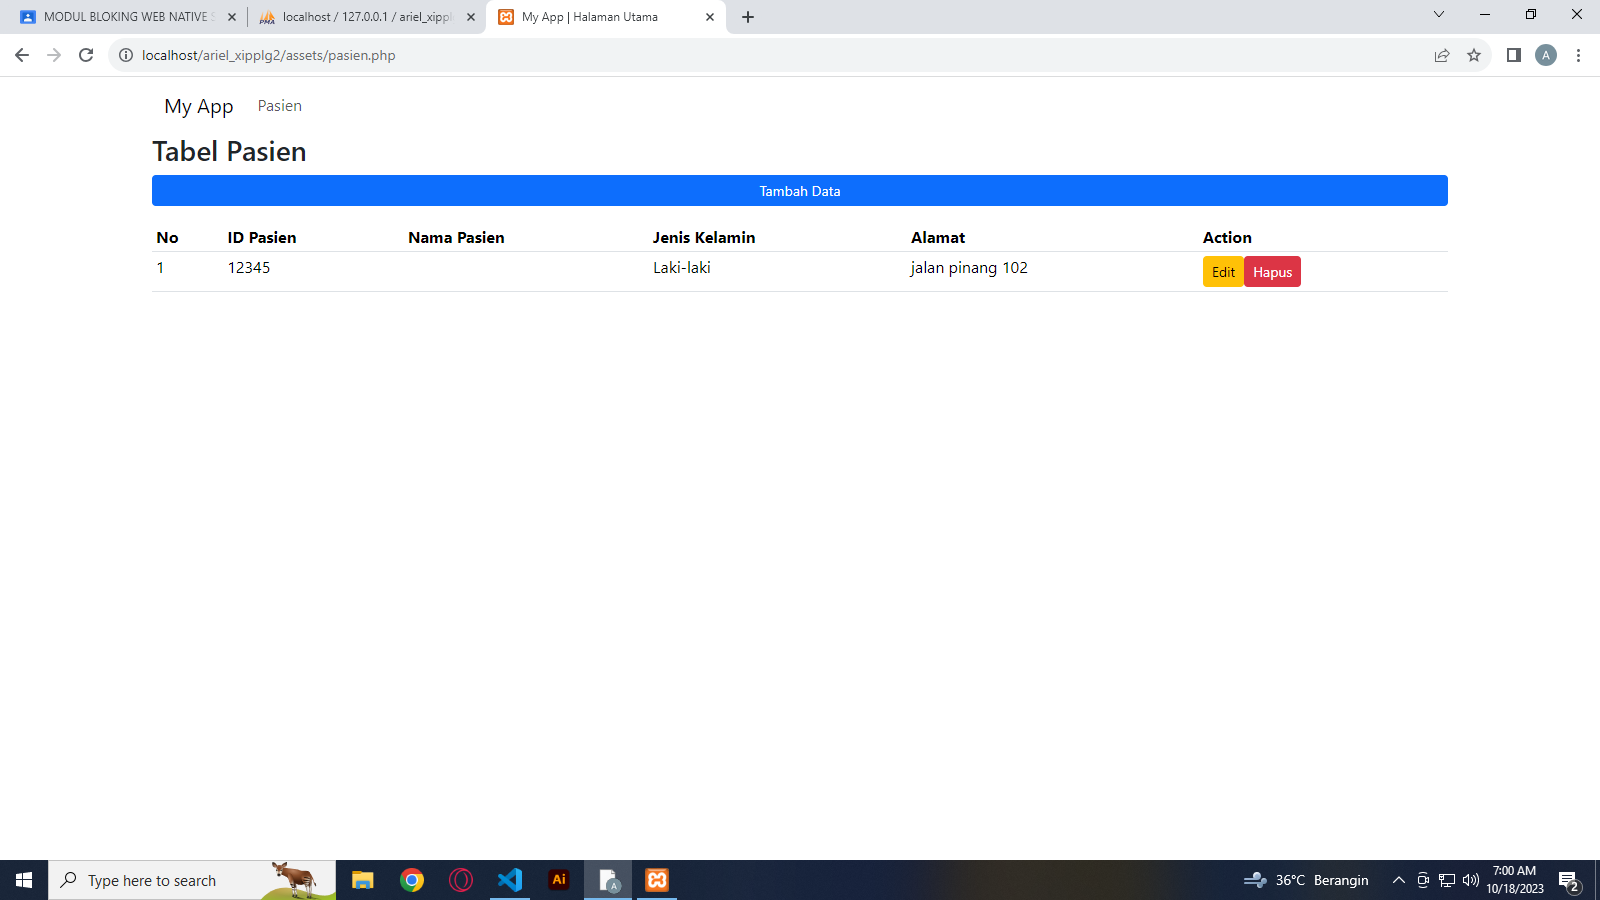 MODUL BLOKING WEB NATIVE S
localhost / 127.0.0.1 / ariel_xippl
My App | Halaman Utama
localhost/ariel_xipplg2/assets/pasien.php
A
My App Pasien
Tabel Pasien
Tambah Data
No ID Pasien Nama Pasien Jenis Kelamin Alamat Action
1 12345 Laki-laki jalan pinang 102 Edit Hapus
Type here to search
Ai
A
36°C Berangin
7:00 AM
10/18/2023
2
PMA